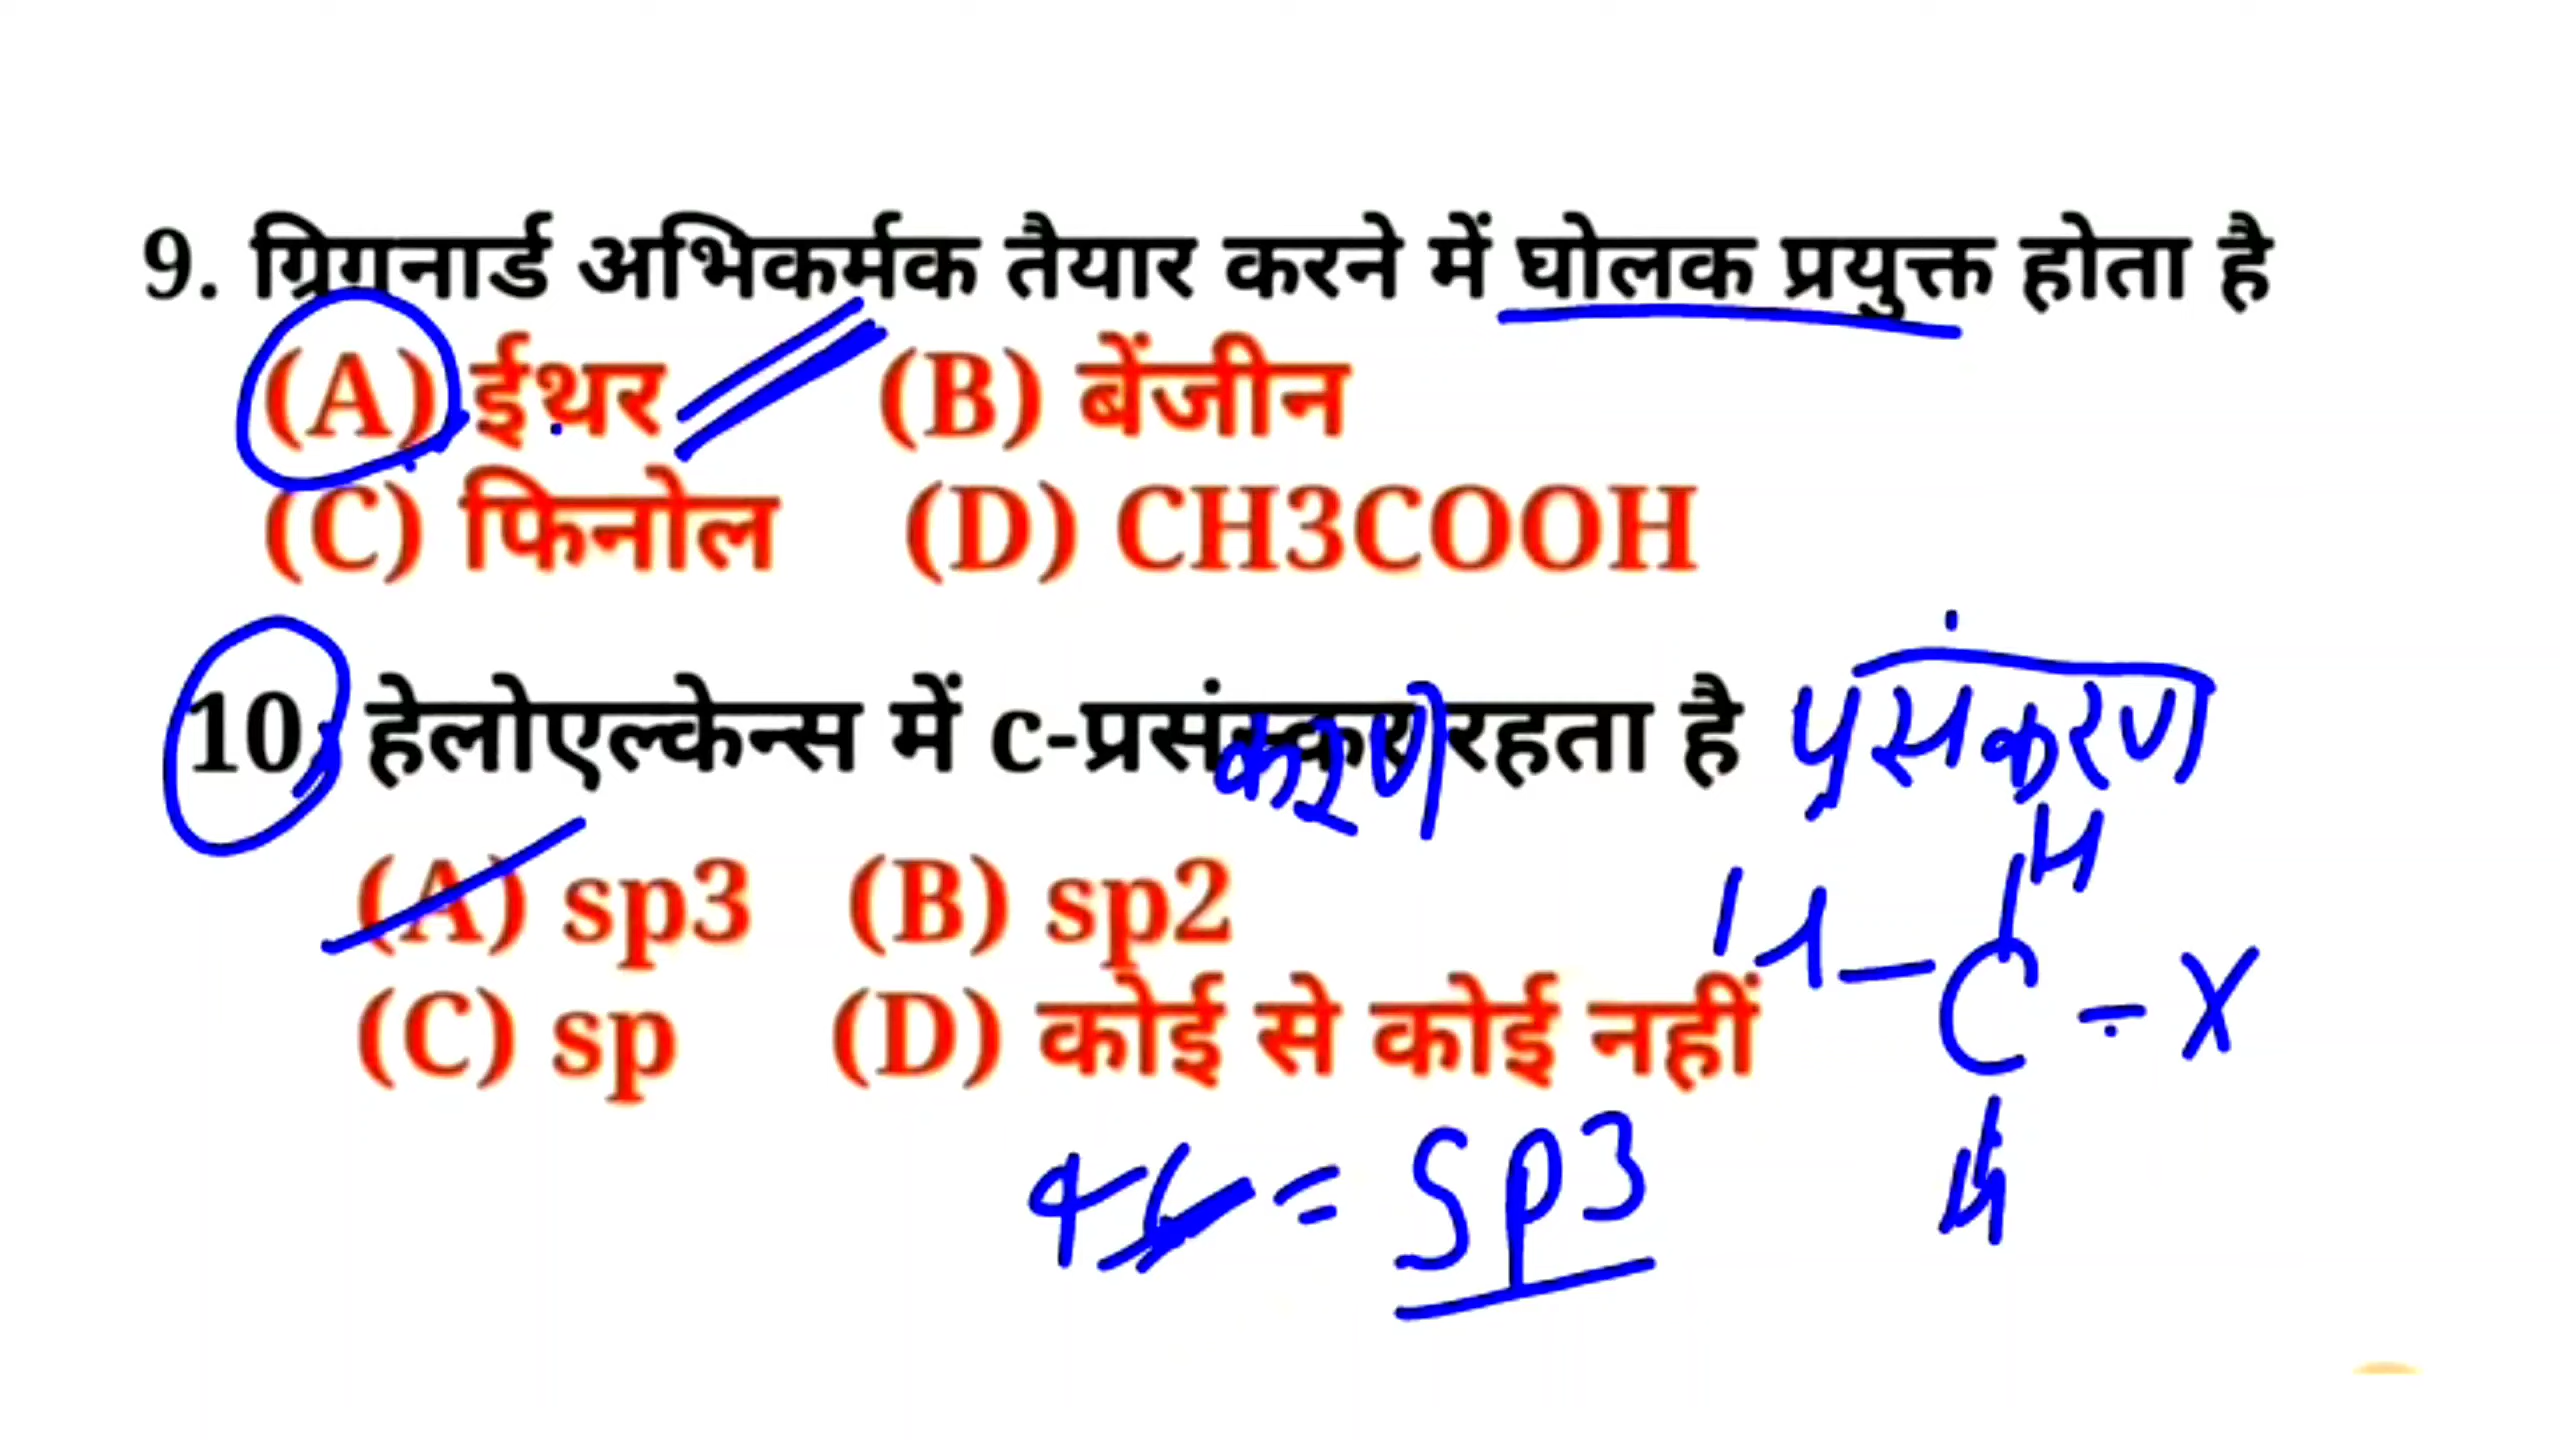 9. ग्रिगनार्ड अभिकर्मक तैयार करने में घोलक प्रयुक्त होता है
(A) ईथर (B) बेंजीन
(C) फिनोल (D) CH3COOH
10. हेलोएल्केन्स में c-प्रसंस्करण रहता है प्रसंकरण
करण
(A) sp3 (B) sp2
(C) sp (D) कोई से कोई नहीं
H
H-C-X
H
= sp3